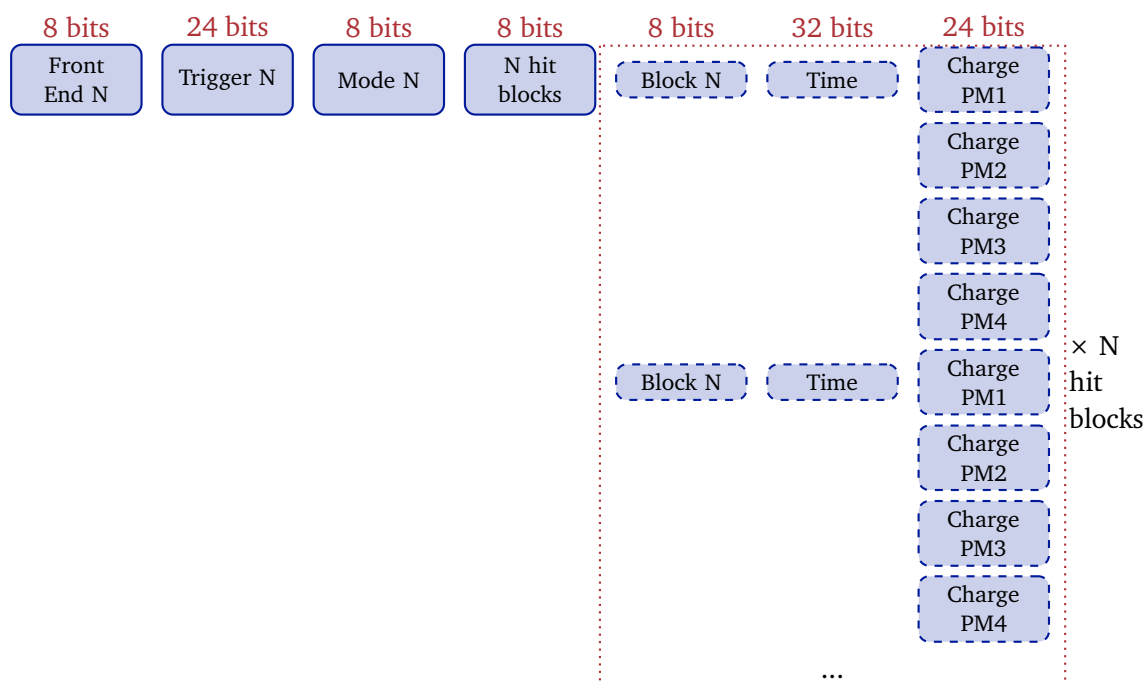 8 bits 24 bits 8 bits 8 bits 8 bits 32 bits 24 bits
Front
End N
Trigger N
Mode N
N hit
blocks
Block N
Time
Charge
PM1
Charge
PM2
Charge
PM3
Charge
PM4
Block N
Time
Charge
PM1
Charge
PM2
Charge
PM3
Charge
PM4
...
× N
hit
blocks